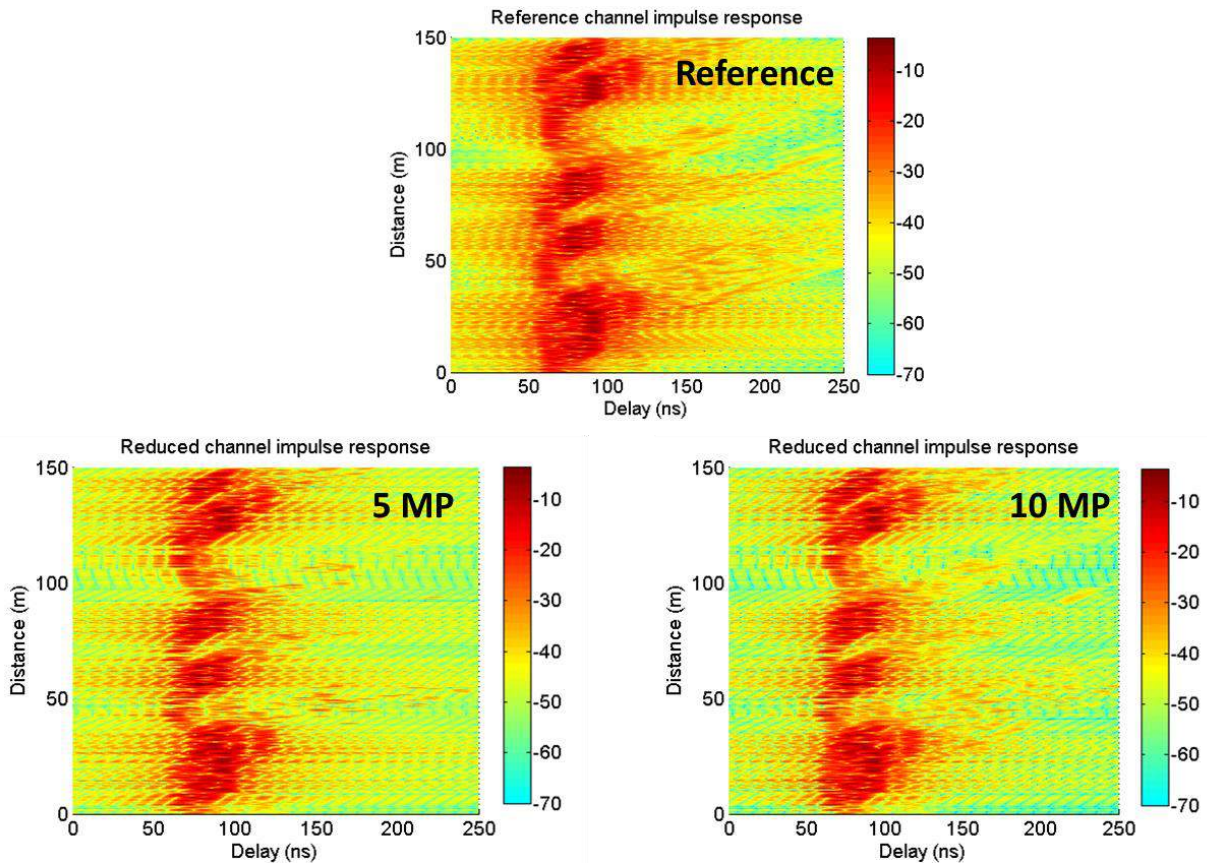 Reference channel impulse response
150
100
50
0
Distance (m)
Reference
0 50 100 150 200 250
Delay (ns)
-10
-20
-30
-40
-50
-60
-70
Reduced channel impulse response
150
100
50
0
Distance (m)
5 MP
0 50 100 150 200 250
Delay (ns)
-10
-20
-30
-40
-50
-60
-70
Reduced channel impulse response
150
100
50
0
Distance (m)
10 MP
0 50 100 150 200 250
Delay (ns)
-10
-20
-30
-40
-50
-60
-70